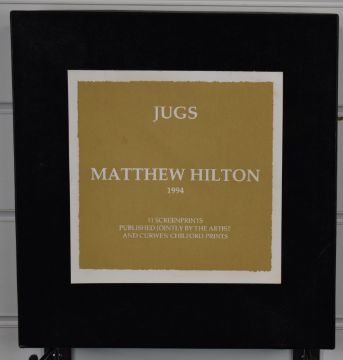 JUGS
MATTHEW HILTON
1994
11 SCREENPRINTS
PUBLISHED JOINTLY BY THE ARTIST
AND CURWEN CHILFORD PRINTS